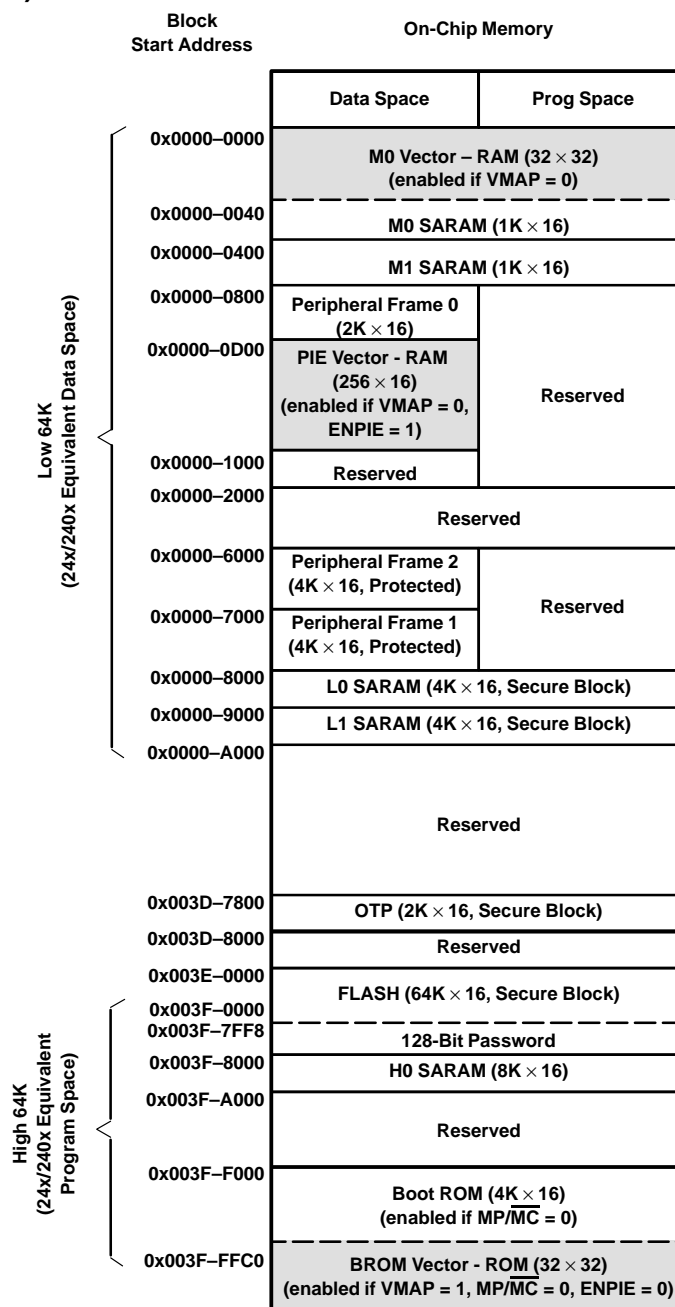 Block
Start Address
On-Chip Memory
Data Space
Prog Space
0x0000–0000
M0 Vector – RAM (32 × 32)
(enabled if VMAP = 0)
0x0000–0040
M0 SARAM (1K × 16)
0x0000–0400
M1 SARAM (1K × 16)
0x0000–0800
Peripheral Frame 0
(2K × 16)
0x0000–0D00
PIE Vector - RAM
(256 × 16)
(enabled if VMAP = 0,
ENPIE = 1)
Reserved
0x0000–1000
Reserved
0x0000–2000
Reserved
0x0000–6000
Peripheral Frame 2
(4K × 16, Protected)
Reserved
0x0000–7000
Peripheral Frame 1
(4K × 16, Protected)
0x0000–8000
L0 SARAM (4K × 16, Secure Block)
0x0000–9000
L1 SARAM (4K × 16, Secure Block)
0x0000–A000
Low 64K
(24x/240x Equivalent Data Space)
Reserved
0x003D–7800
OTP (2K × 16, Secure Block)
0x003D–8000
Reserved
0x003E–0000
FLASH (64K × 16, Secure Block)
0x003F–0000
0x003F–7FF8
128-Bit Password
0x003F–8000
H0 SARAM (8K × 16)
0x003F–A000
Reserved
0x003F–F000
Boot ROM (4K × 16)
(enabled if MP/M̅C̅ = 0)
0x003F–FFC0
BROM Vector - ROM (32 × 32)
(enabled if VMAP = 1, MP/M̅C̅ = 0, ENPIE = 0)
High 64K
(24x/240x Equivalent
Program Space)